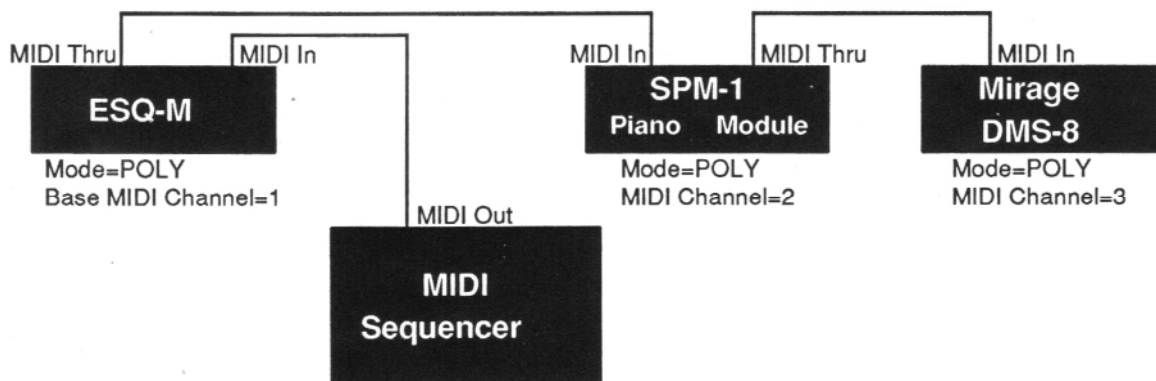 MIDI Thru
MIDI In
MIDI In
MIDI Thru
MIDI In
ESQ-M
SPM-1
Piano Module
Mirage
DMS-8
Mode=POLY
Base MIDI Channel=1
Mode=POLY
MIDI Channel=2
Mode=POLY
MIDI Channel=3
MIDI Out
MIDI
Sequencer